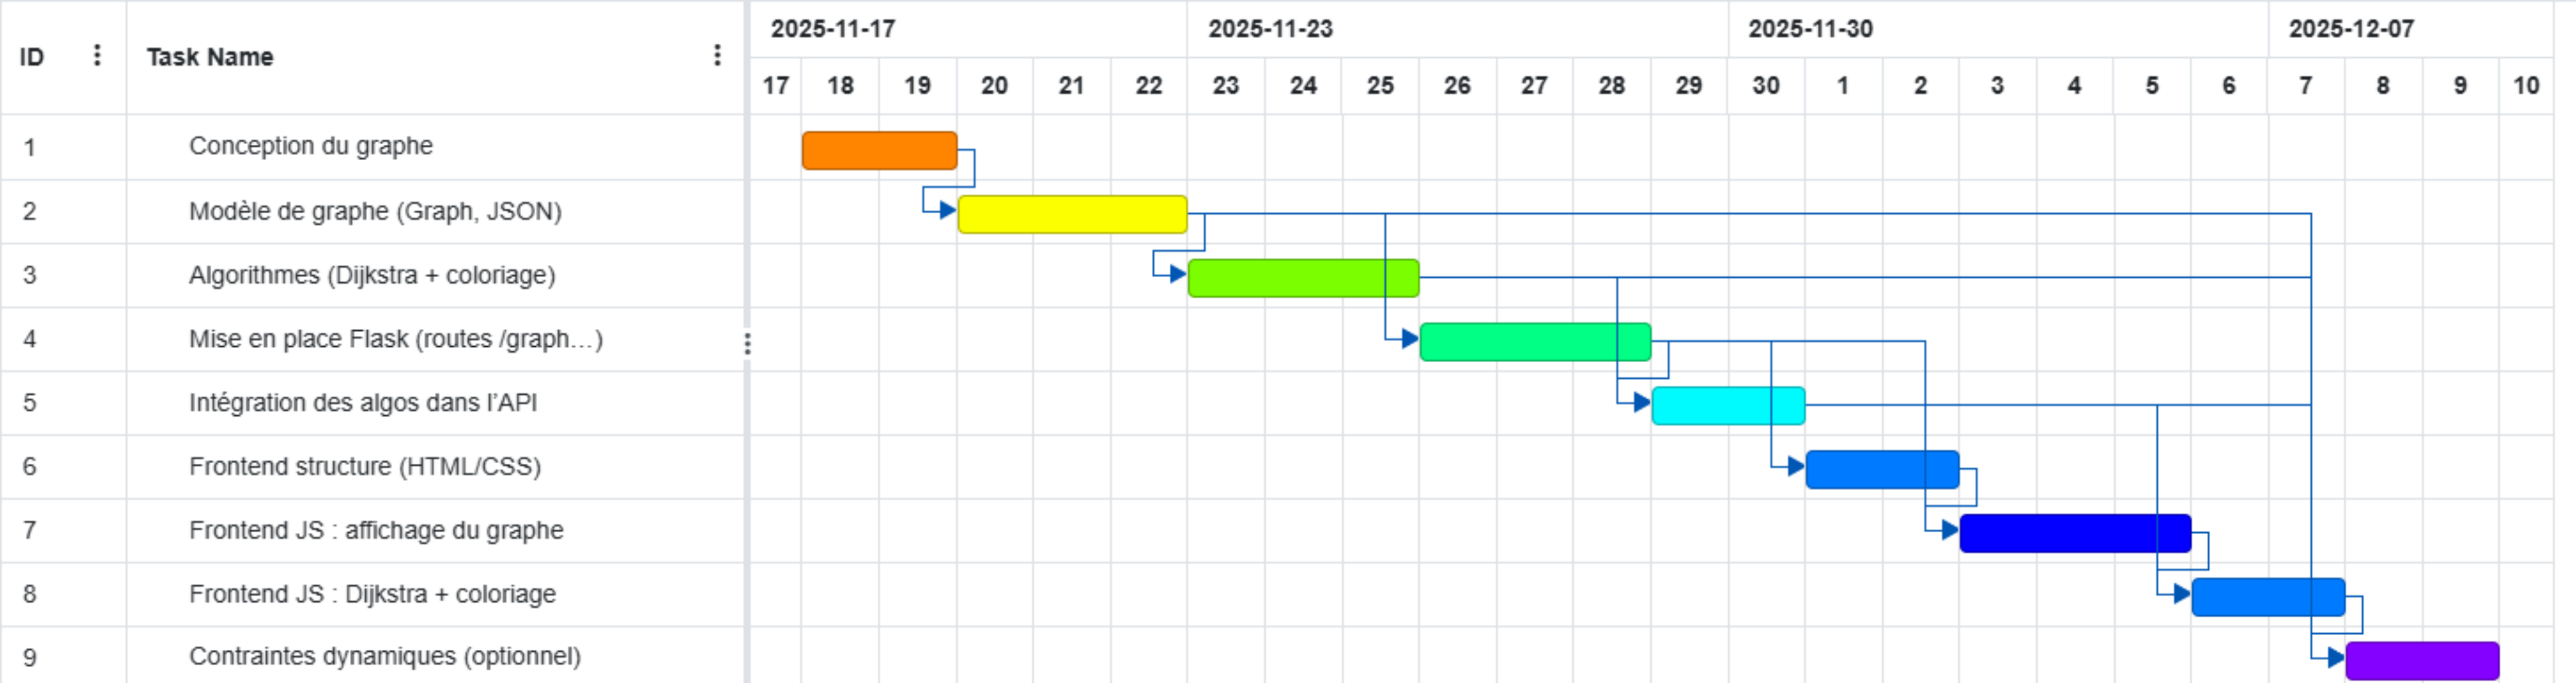 ID Task Name 2025-11-17 2025-11-23 2025-11-30 2025-12-07
17 18 19 20 21 22 23 24 25 26 27 28 29 30 1 2 3 4 5 6 7 8 9 10
1 Conception du graphe
2 Modèle de graphe (Graph, JSON)
3 Algorithmes (Dijkstra + coloriage)
4 Mise en place Flask (routes /graph…)
5 Intégration des algos dans l’API
6 Frontend structure (HTML/CSS)
7 Frontend JS : affichage du graphe
8 Frontend JS : Dijkstra + coloriage
9 Contraintes dynamiques (optionnel)